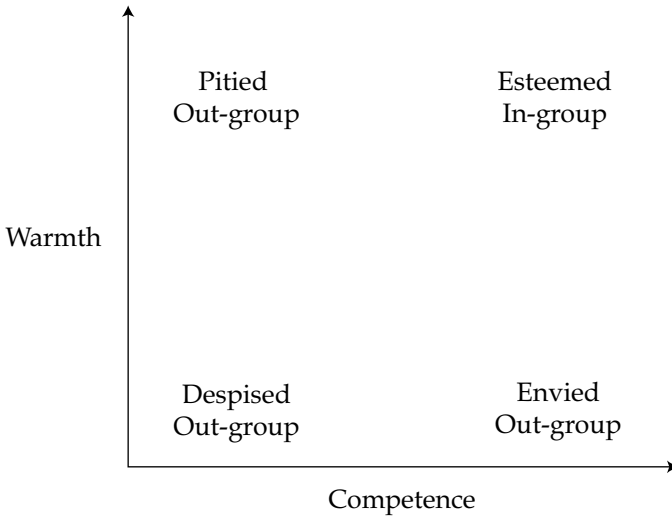 Pitied
Out-group
Esteemed
In-group
Warmth
Despised
Out-group
Envied
Out-group
Competence